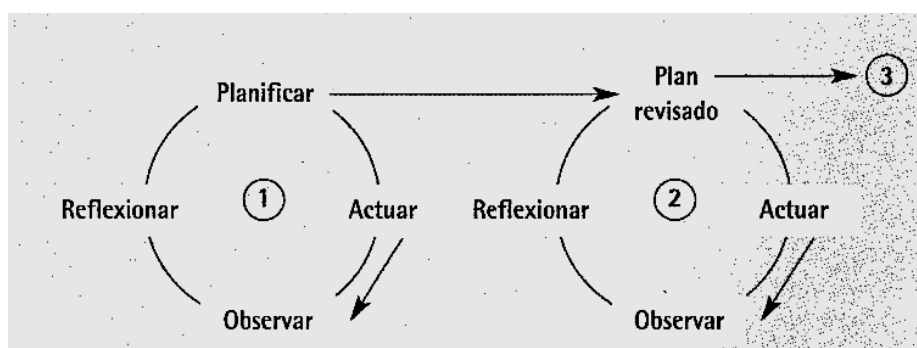 Planificar
Plan
revisado
3
Reflexionar
1
Actuar
Reflexionar
2
Actuar
Observar
Observar